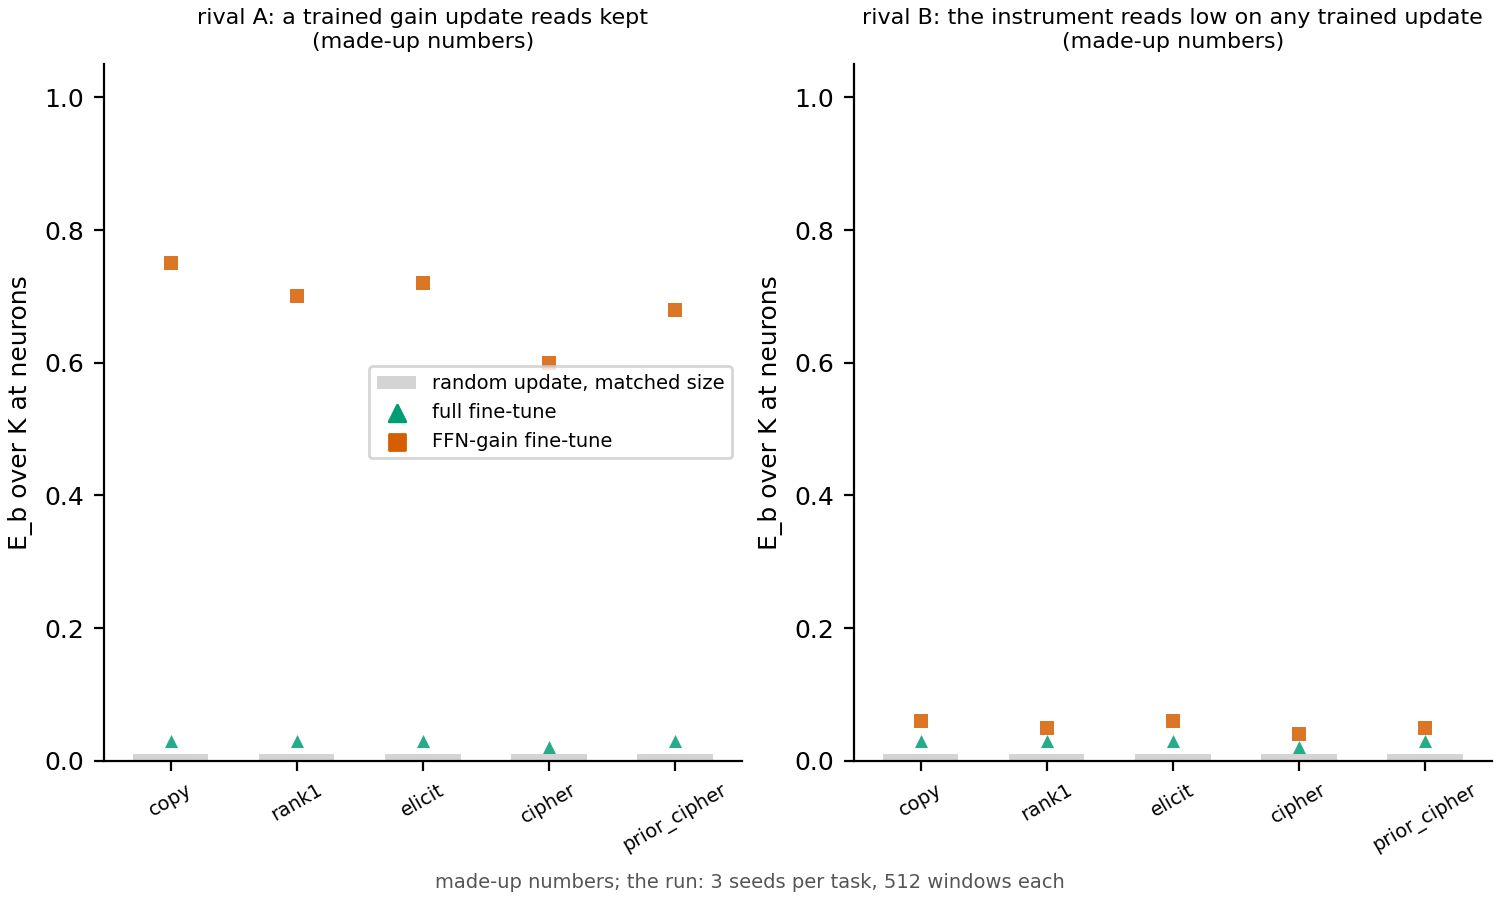 rival A: a trained gain update reads kept
(made-up numbers)
E_b over K at neurons
1.0
0.8
0.6
0.4
0.2
0.0
random update, matched size
full fine-tune
FFN-gain fine-tune
copy
rank1
elicit
cipher
prior_cipher
rival B: the instrument reads low on any trained update
(made-up numbers)
E_b over K at neurons
1.0
0.8
0.6
0.4
0.2
0.0
copy
rank1
elicit
cipher
prior_cipher
made-up numbers; the run: 3 seeds per task, 512 windows each